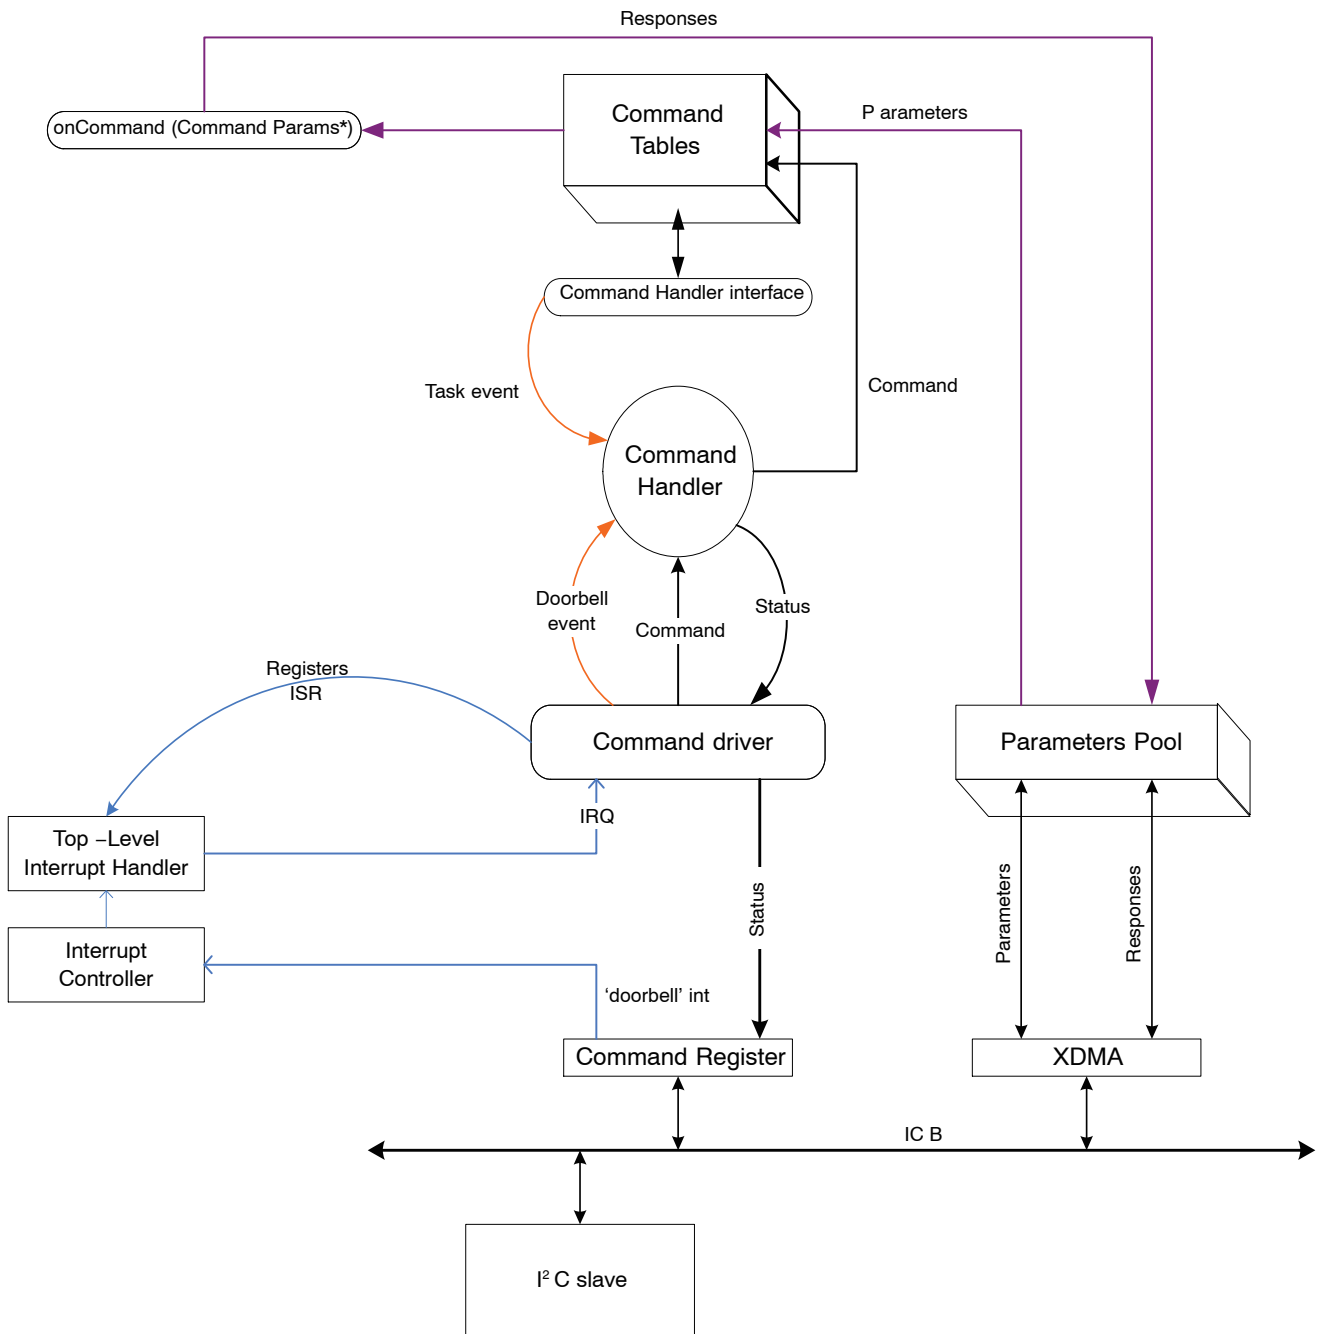 Responses
onCommand (Command Params*)
Command
Tables
P arameters
Command Handler interface
Task event
Command
Command
Handler
Doorbell
event
Command
Status
Registers
ISR
Command driver
Parameters Pool
IRQ
Top –Level
Interrupt Handler
Status
Parameters
Responses
Interrupt
Controller
‘doorbell’ int
Command Register
XDMA
IC B
I² C slave